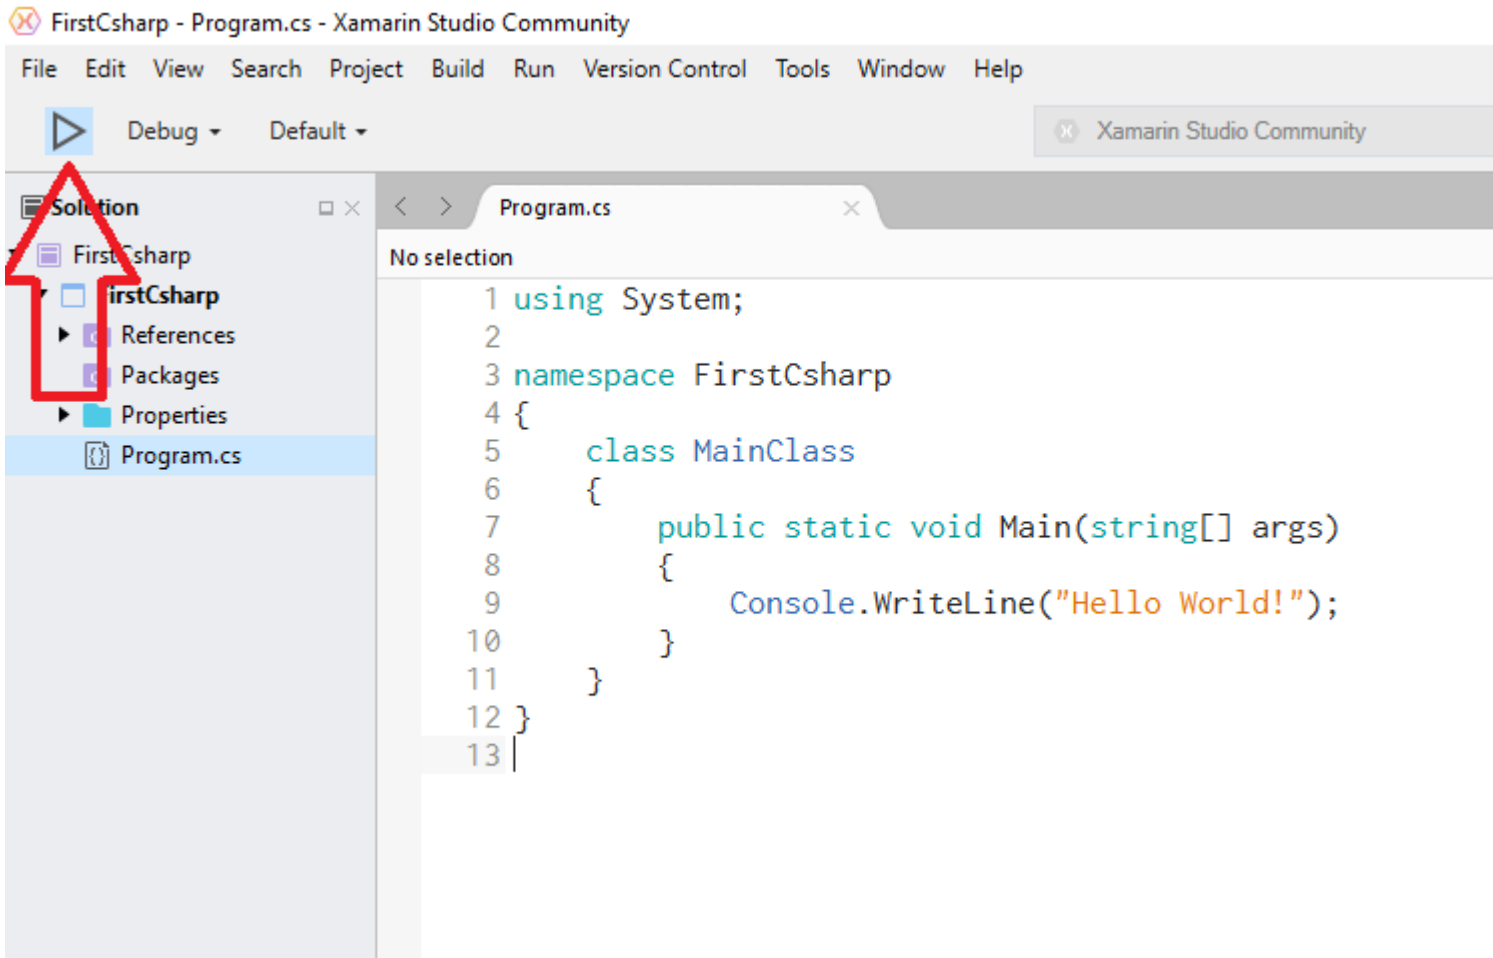 FirstCsharp - Program.cs - Xamarin Studio Community
File Edit View Search Project Build Run Version Control Tools Window Help
Debug Default Xamarin Studio Community
Solution
Program.cs
FirstCsharp
No selection
FirstCsharp
References
Packages
Properties
Program.cs
1 using System;
2
3 namespace FirstCsharp
4 {
5     class MainClass
6     {
7         public static void Main(string[] args)
8         {
9             Console.WriteLine("Hello World!");
10         }
11     }
12 }
13